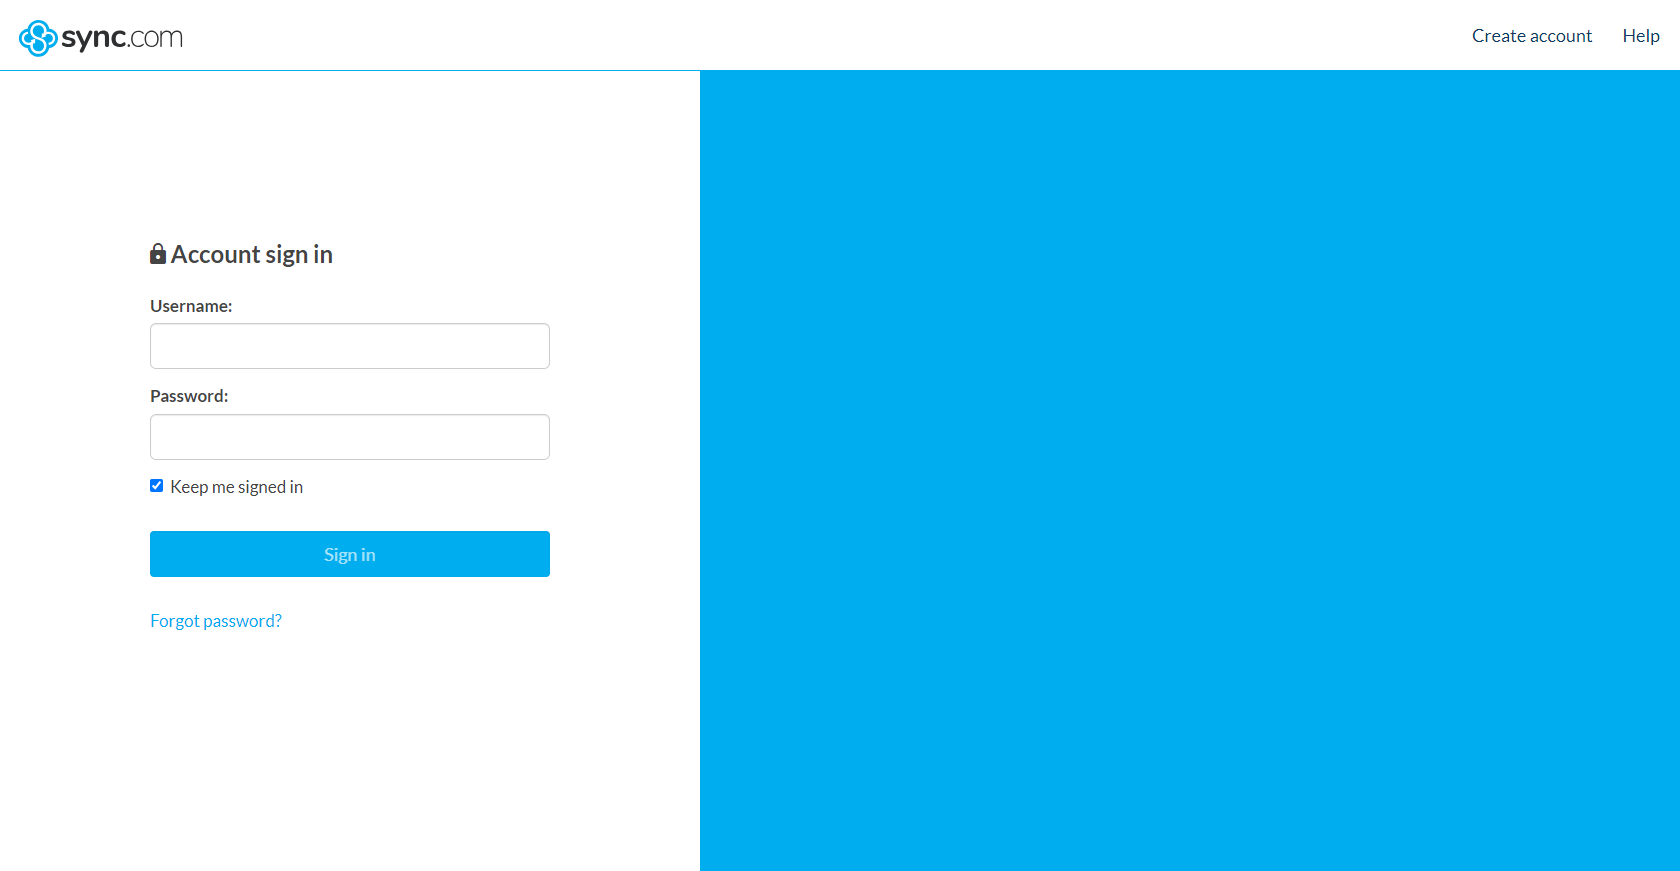 sync.com
Create account
Help
Account sign in
Username:
Password:
Keep me signed in
Sign in
Forgot password?